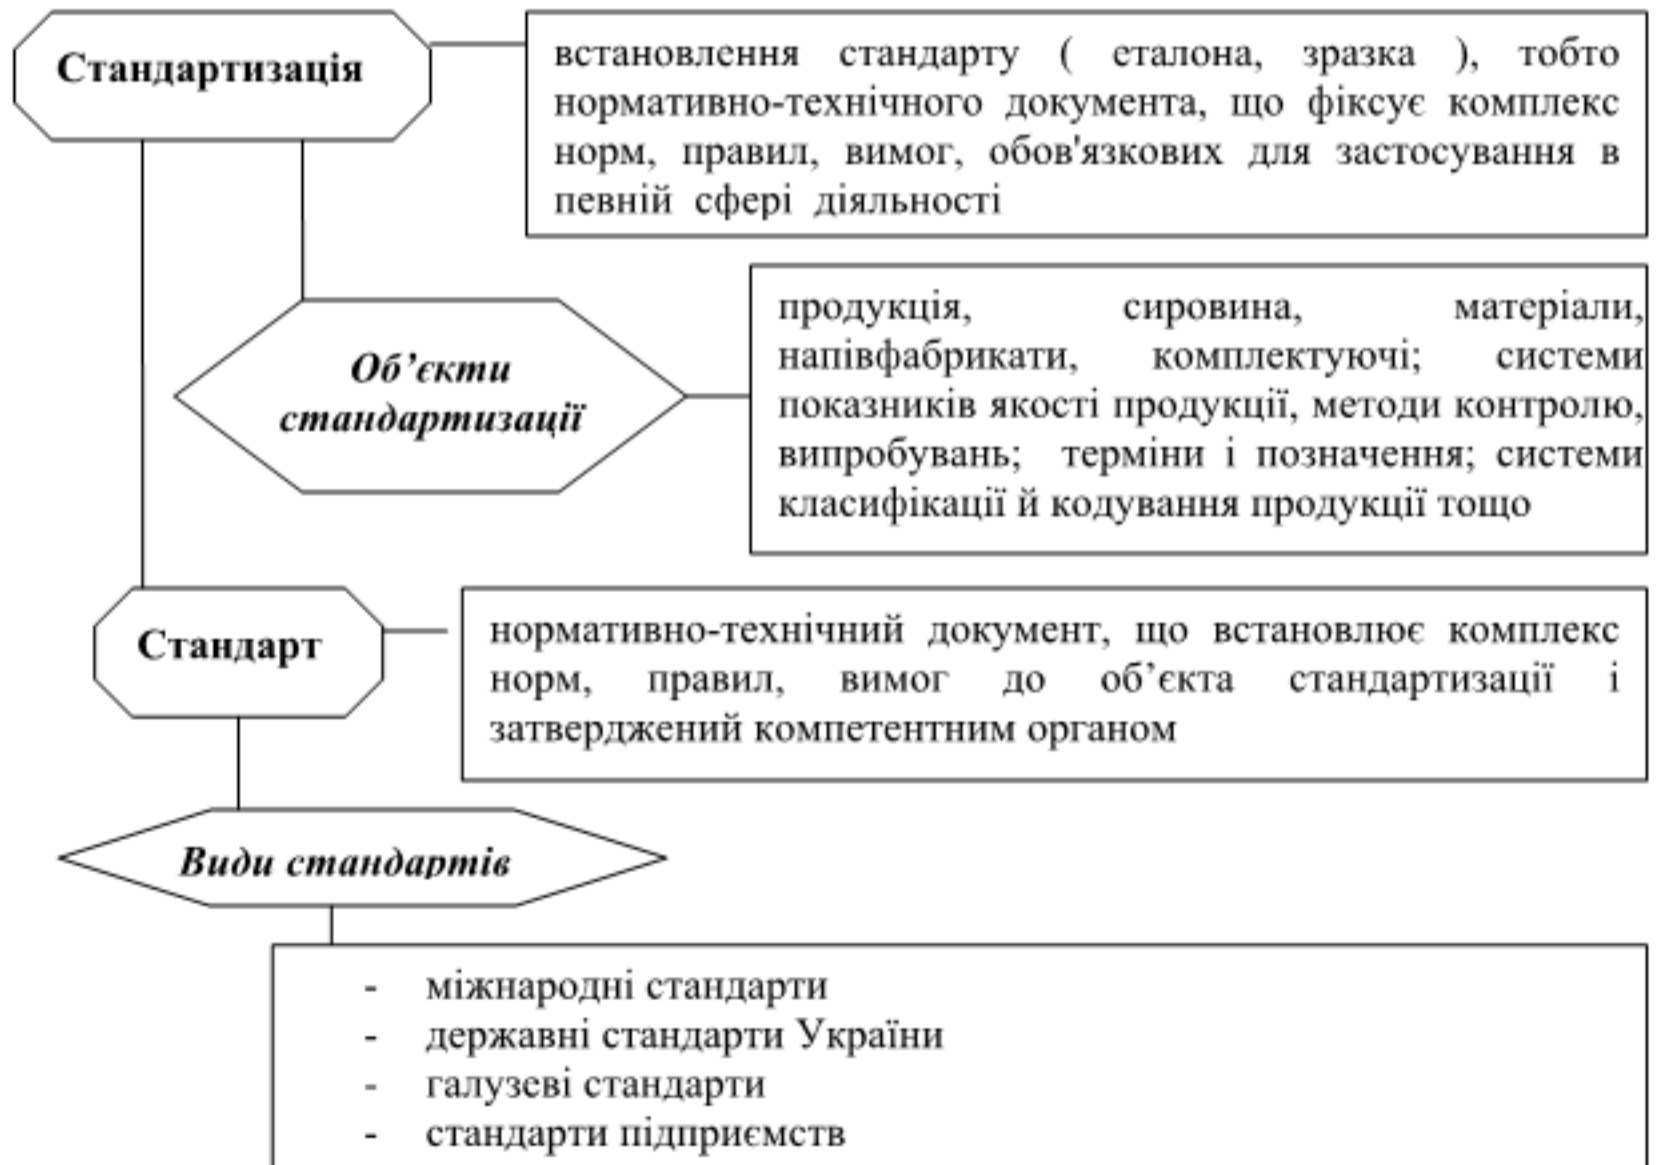 Стандартизація
встановлення стандарту ( еталона, зразка ), тобто
нормативно-технічного документа, що фіксує комплекс
норм, правил, вимог, обов'язкових для застосування в
певній сфері діяльності
Об’єкти
стандартизації
продукція, сировина, матеріали,
напівфабрикати, комплектуючі; системи
показників якості продукції, методи контролю,
випробувань; терміни і позначення; системи
класифікації й кодування продукції тощо
Стандарт
нормативно-технічний документ, що встановлює комплекс
норм, правил, вимог до об’єкта стандартизації і
затверджений компетентним органом
Види стандартів
- міжнародні стандарти
- державні стандарти України
- галузеві стандарти
- стандарти підприємств